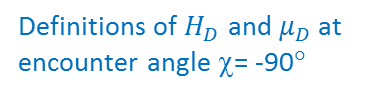 Definitions of H_D and μ_D at
encounter angle χ= -90°